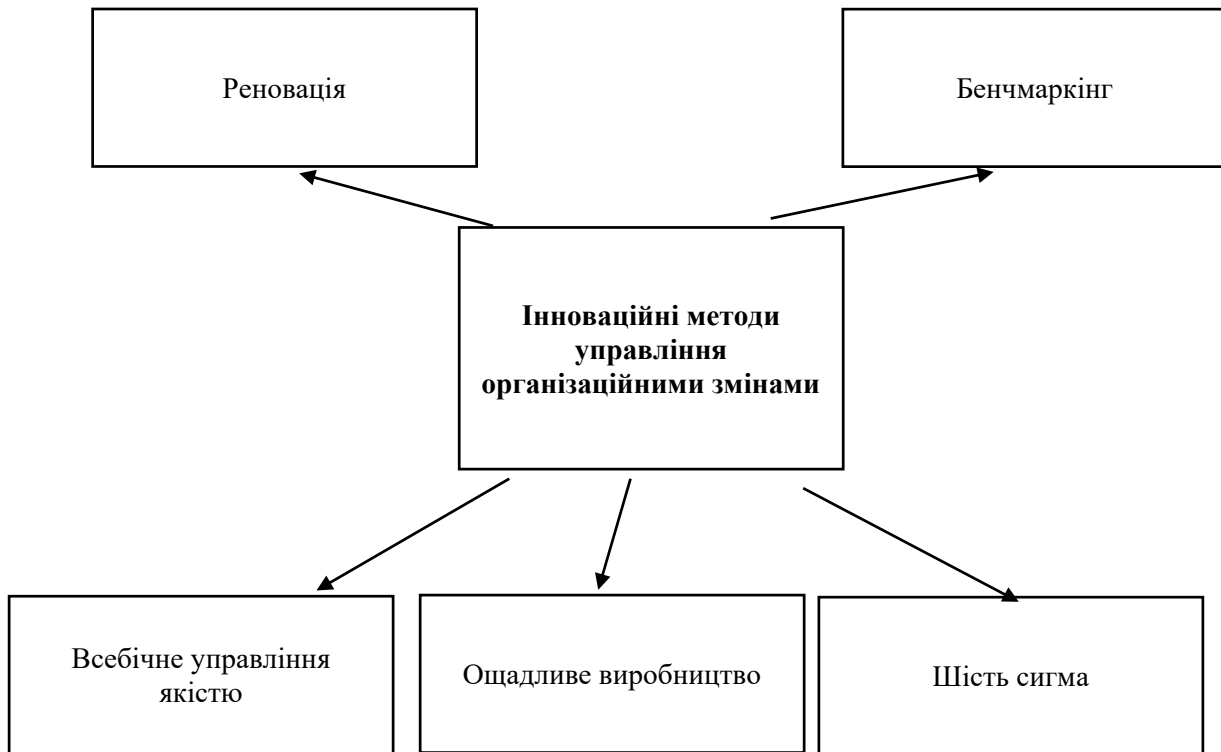 Реновація
Бенчмаркінг
Інноваційні методи
управління
організаційними змінами
Всебічне управління
якістю
Ощадливе виробництво
Шість сигма